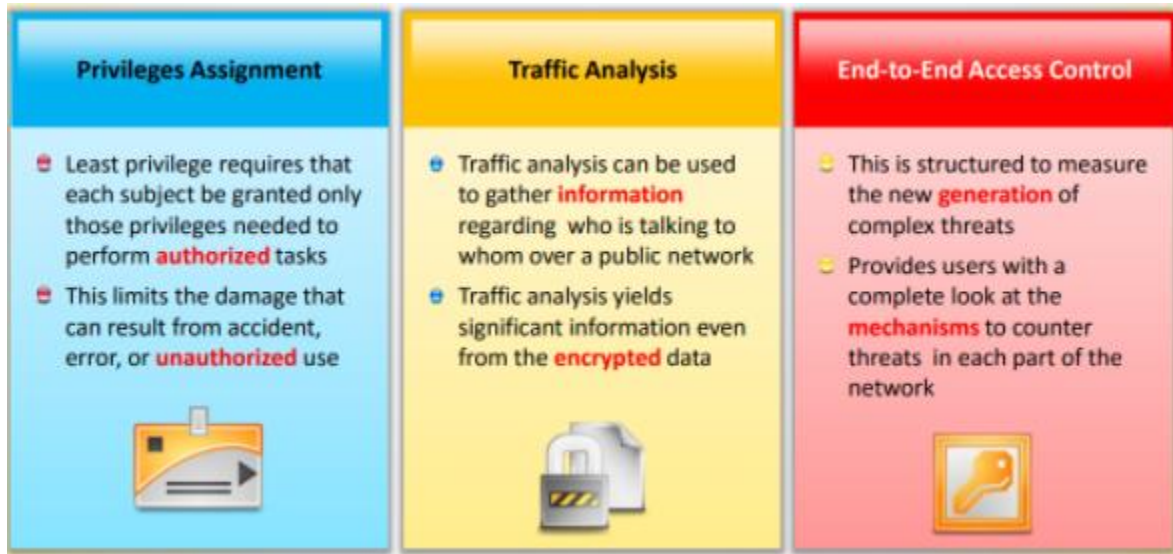 Privileges Assignment
Least privilege requires that
each subject be granted only
those privileges needed to
perform authorized tasks
This limits the damage that
can result from accident,
error, or unauthorized use
Traffic Analysis
Traffic analysis can be used
to gather information
regarding who is talking to
whom over a public network
Traffic analysis yields
significant information even
from the encrypted data
End-to-End Access Control
This is structured to measure
the new generation of
complex threats
Provides users with a
complete look at the
mechanisms to counter
threats in each part of the
network